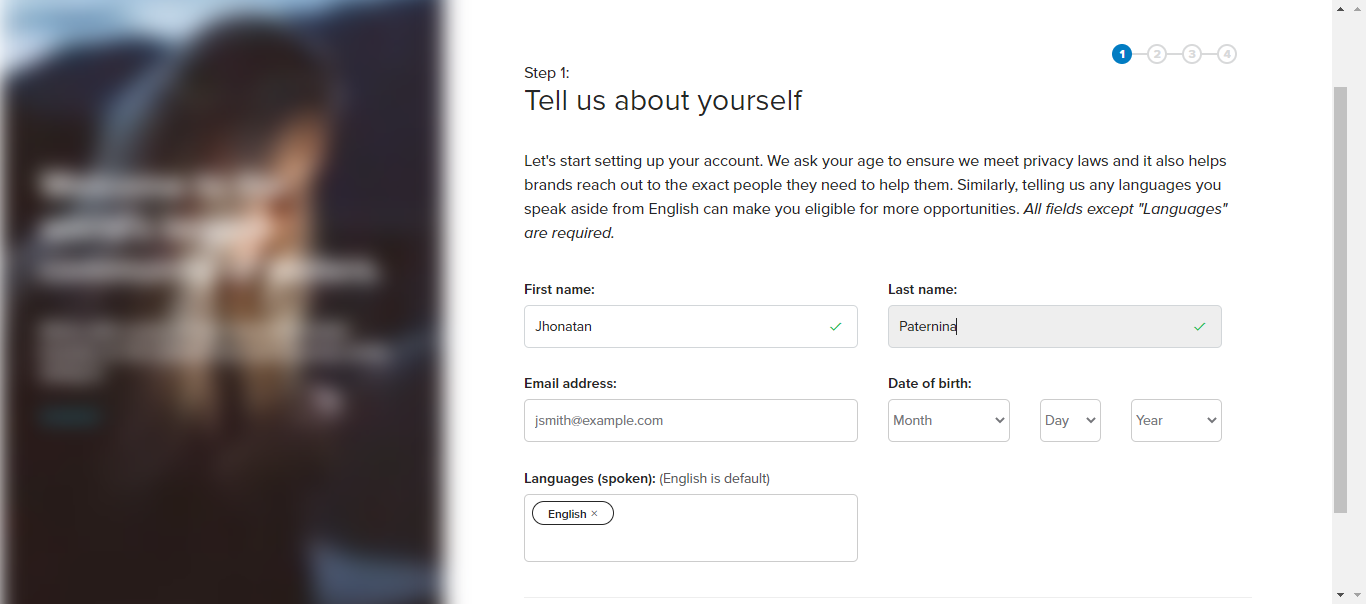 1 2 3 4
Step 1:
Tell us about yourself
Let's start setting up your account. We ask your age to ensure we meet privacy laws and it also helps
brands reach out to the exact people they need to help them. Similarly, telling us any languages you
speak aside from English can make you eligible for more opportunities. All fields except "Languages"
are required.
First name: Last name:
Jhonatan Paternina
Email address: Date of birth:
jsmith@example.com Month Day Year
Languages (spoken): (English is default)
English ×